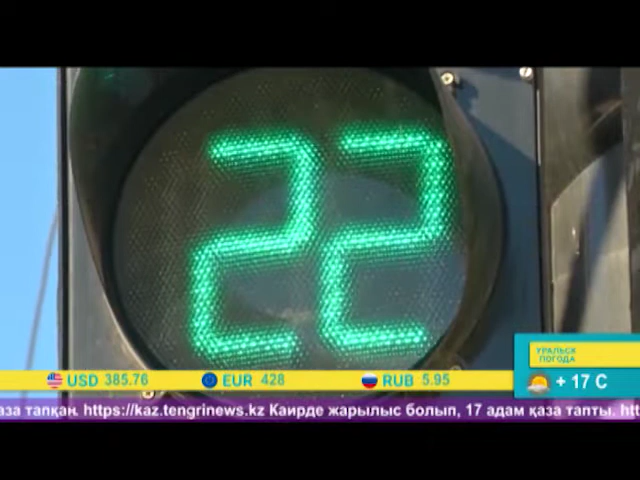 22
УРАЛЬСК
ПОГОДА
USD 385.76 EUR 428 RUB 5.95 + 17 C
аза тапқан. https://kaz.tengrinews.kz Каирде жарылыс болып, 17 адам қаза тапты. htt